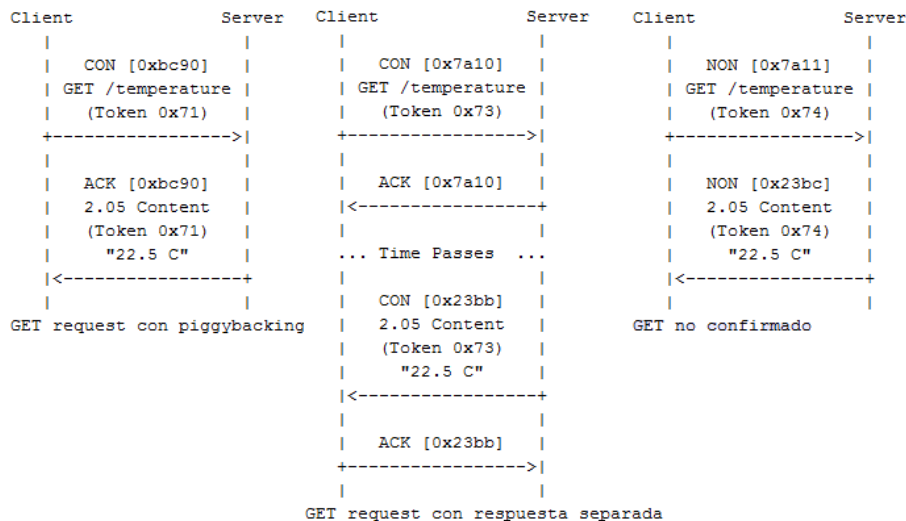 Client Server
CON [0xbc90]
GET /temperature
(Token 0x71)
+----------------->|
ACK [0xbc90]
2.05 Content
(Token 0x71)
"22.5 C"
|<-----------------+
GET request con piggybacking
Client Server
CON [0x7a10]
GET /temperature
(Token 0x73)
+----------------->|
ACK [0x7a10]
|<-----------------+
... Time Passes ...
CON [0x23bb]
2.05 Content
(Token 0x73)
"22.5 C"
|<-----------------+
ACK [0x23bb]
+----------------->|
GET request con respuesta separada
Client Server
NON [0x7a11]
GET /temperature
(Token 0x74)
+----------------->|
NON [0x23bc]
2.05 Content
(Token 0x74)
"22.5 C"
|<-----------------+
GET no confirmado